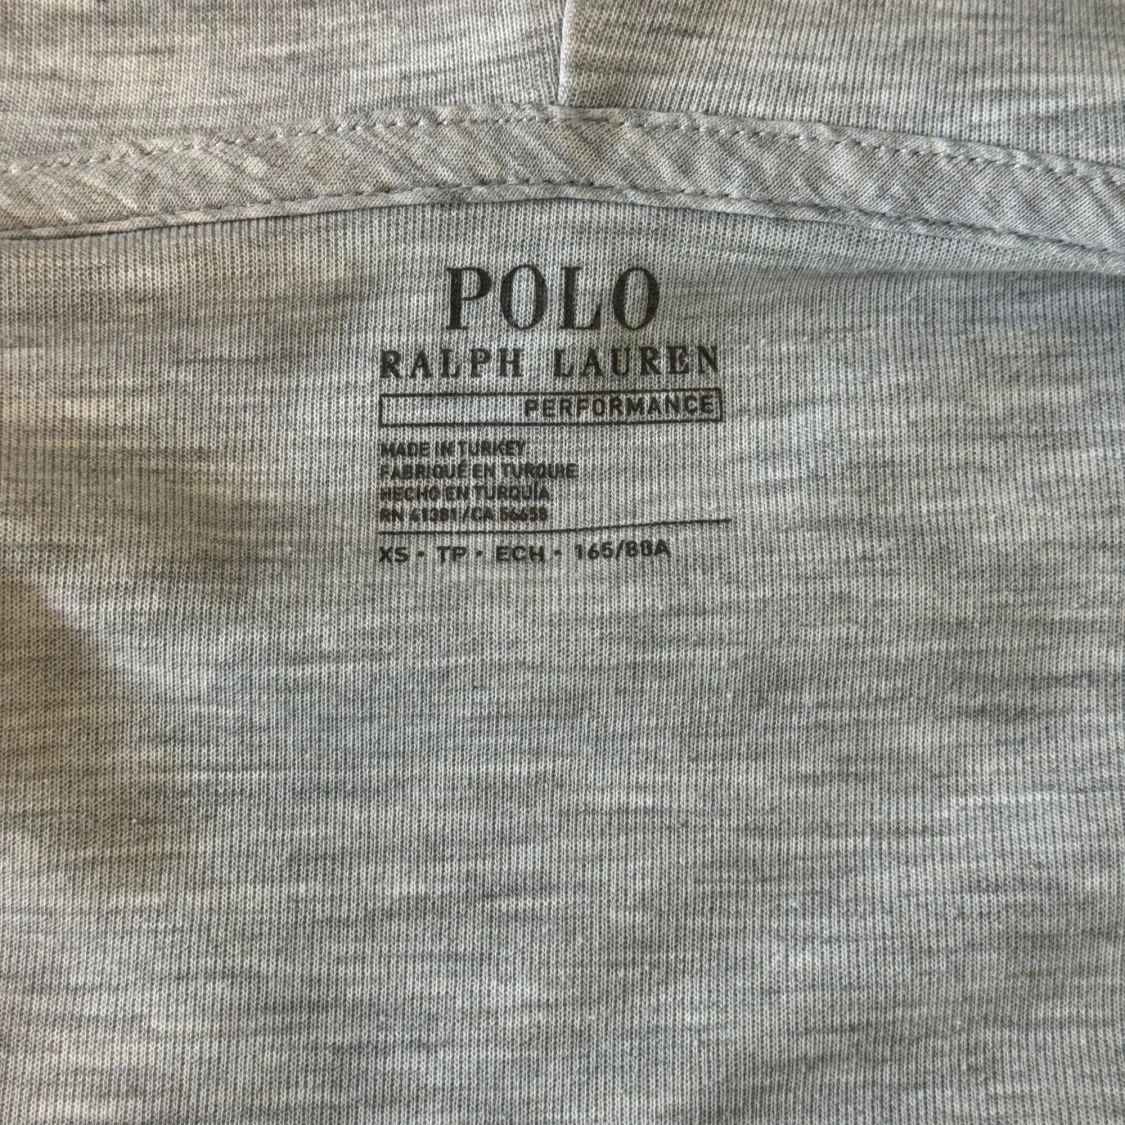 POLO
RALPH LAUREN
PERFORMANCE
MADE IN TURKEY
FABRIQUÉ EN TURQUIE
HECHO EN TURQUÍA
RN 41381/CA 56658
XS · TP · ECH · 165/88A